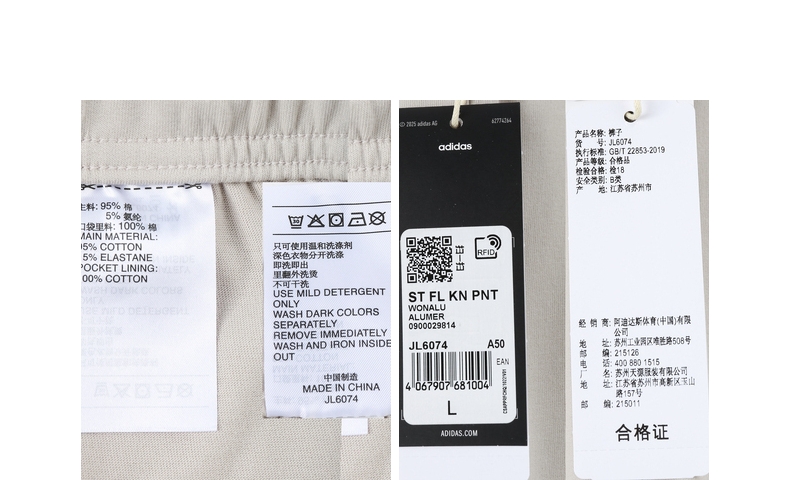 主料: 95% 棉
5% 氨纶
口袋里料: 100% 棉
MAIN MATERIAL:
95% COTTON
5% ELASTANE
POCKET LINING:
100% COTTON
只可使用温和洗涤剂
深色衣物分开洗涤
即洗即出
里翻外洗烫
不可干洗
USE MILD DETERGENT
ONLY
WASH DARK COLORS
SEPARATELY
REMOVE IMMEDIATELY
WASH AND IRON INSIDE
OUT
中国制造
MADE IN CHINA
JL6074
© 2025 adidas AG
62774264
adidas
RFID
ST FL KN PNT
WONALU
ALUMER
0900029814
JL6074 A50
EAN
4 067907 681004
L
ADIDAS.COM
产品名称: 裤子
货 号: JL6074
执行标准: GB/T 22853-2019
产品等级: 合格品
检验合格: 检18
安全类别: B类
产 地: 江苏省苏州市
经 销 商: 阿迪达斯体育(中国)有限
公司
地 址: 苏州工业园区唯胜路508号
邮 编: 215126
电 话: 400 880 1515
厂 名: 苏州天源服装有限公司
地 址: 江苏省苏州市高新区玉山
路157号
邮 编: 215011
合格证